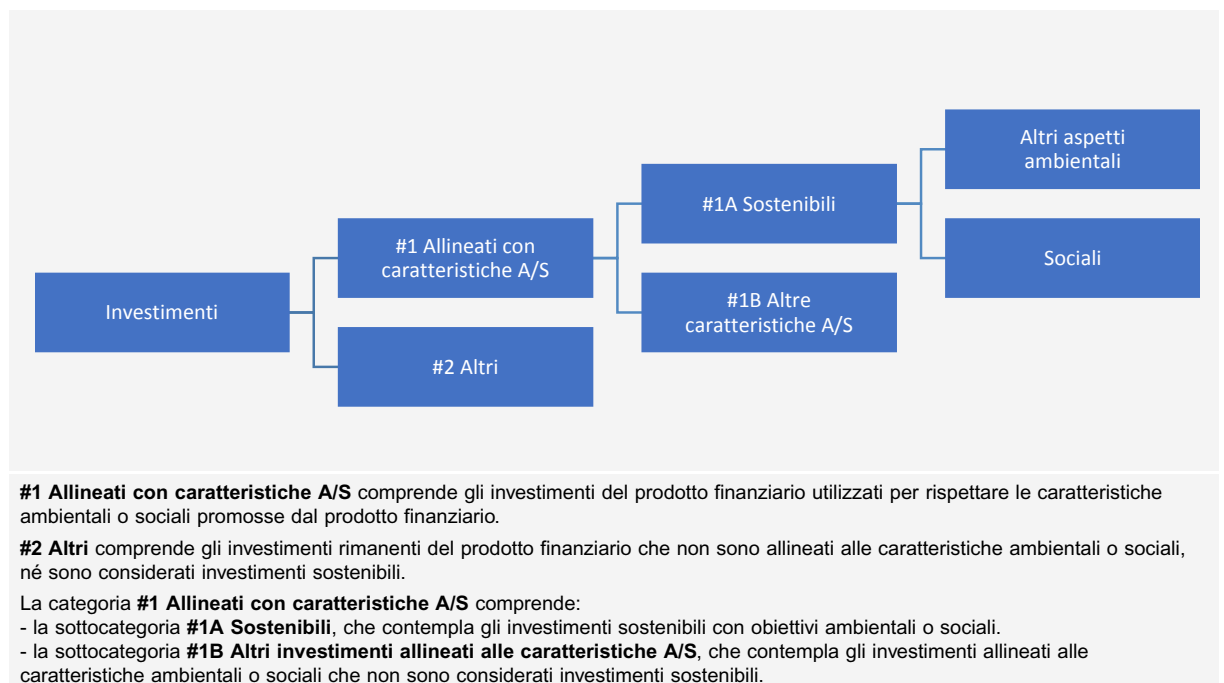 Investimenti
#1 Allineati con
caratteristiche A/S
#2 Altri
#1A Sostenibili
#1B Altre
caratteristiche A/S
Altri aspetti
ambientali
Sociali
#1 Allineati con caratteristiche A/S comprende gli investimenti del prodotto finanziario utilizzati per rispettare le caratteristiche
ambientali o sociali promosse dal prodotto finanziario.
#2 Altri comprende gli investimenti rimanenti del prodotto finanziario che non sono allineati alle caratteristiche ambientali o sociali,
né sono considerati investimenti sostenibili.
La categoria #1 Allineati con caratteristiche A/S comprende:
- la sottocategoria #1A Sostenibili, che contempla gli investimenti sostenibili con obiettivi ambientali o sociali.
- la sottocategoria #1B Altri investimenti allineati alle caratteristiche A/S, che contempla gli investimenti allineati alle
caratteristiche ambientali o sociali che non sono considerati investimenti sostenibili.